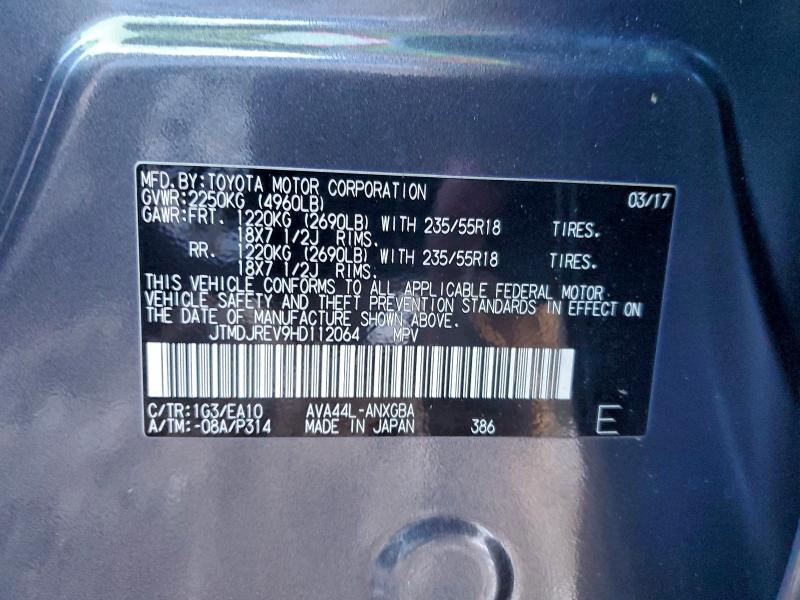 MFD.BY:TOYOTA MOTOR CORPORATION 03/17
GVWR:2250KG (4960LB)
GAWR:FRT. 1220KG (2690LB) WITH 235/55R18 TIRES.
18X7 1/2J RIMS.
RR. 1220KG (2690LB) WITH 235/55R18 TIRES.
18X7 1/2J RIMS.
THIS VEHICLE CONFORMS TO ALL APPLICABLE FEDERAL MOTOR
VEHICLE SAFETY AND THEFT PREVENTION STANDARDS IN EFFECT ON
THE DATE OF MANUFACTURE SHOWN ABOVE.
JTMDJREV9HD112064 MPV
C/TR:1G3/EA10 AVA44L-ANXGBA
A/TM:-08A/P314 MADE IN JAPAN 386 E